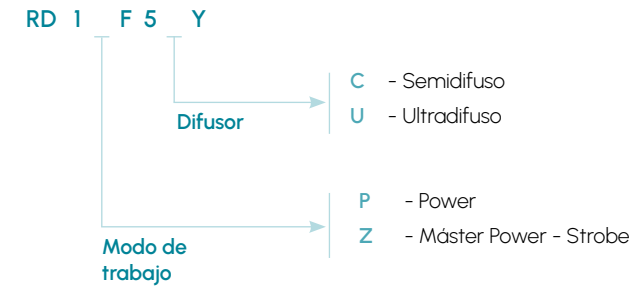 RD 1 F 5 Y
C - Semidifuso
Difusor
U - Ultradifuso
P - Power
Z - Máster Power - Strobe
Modo de
trabajo